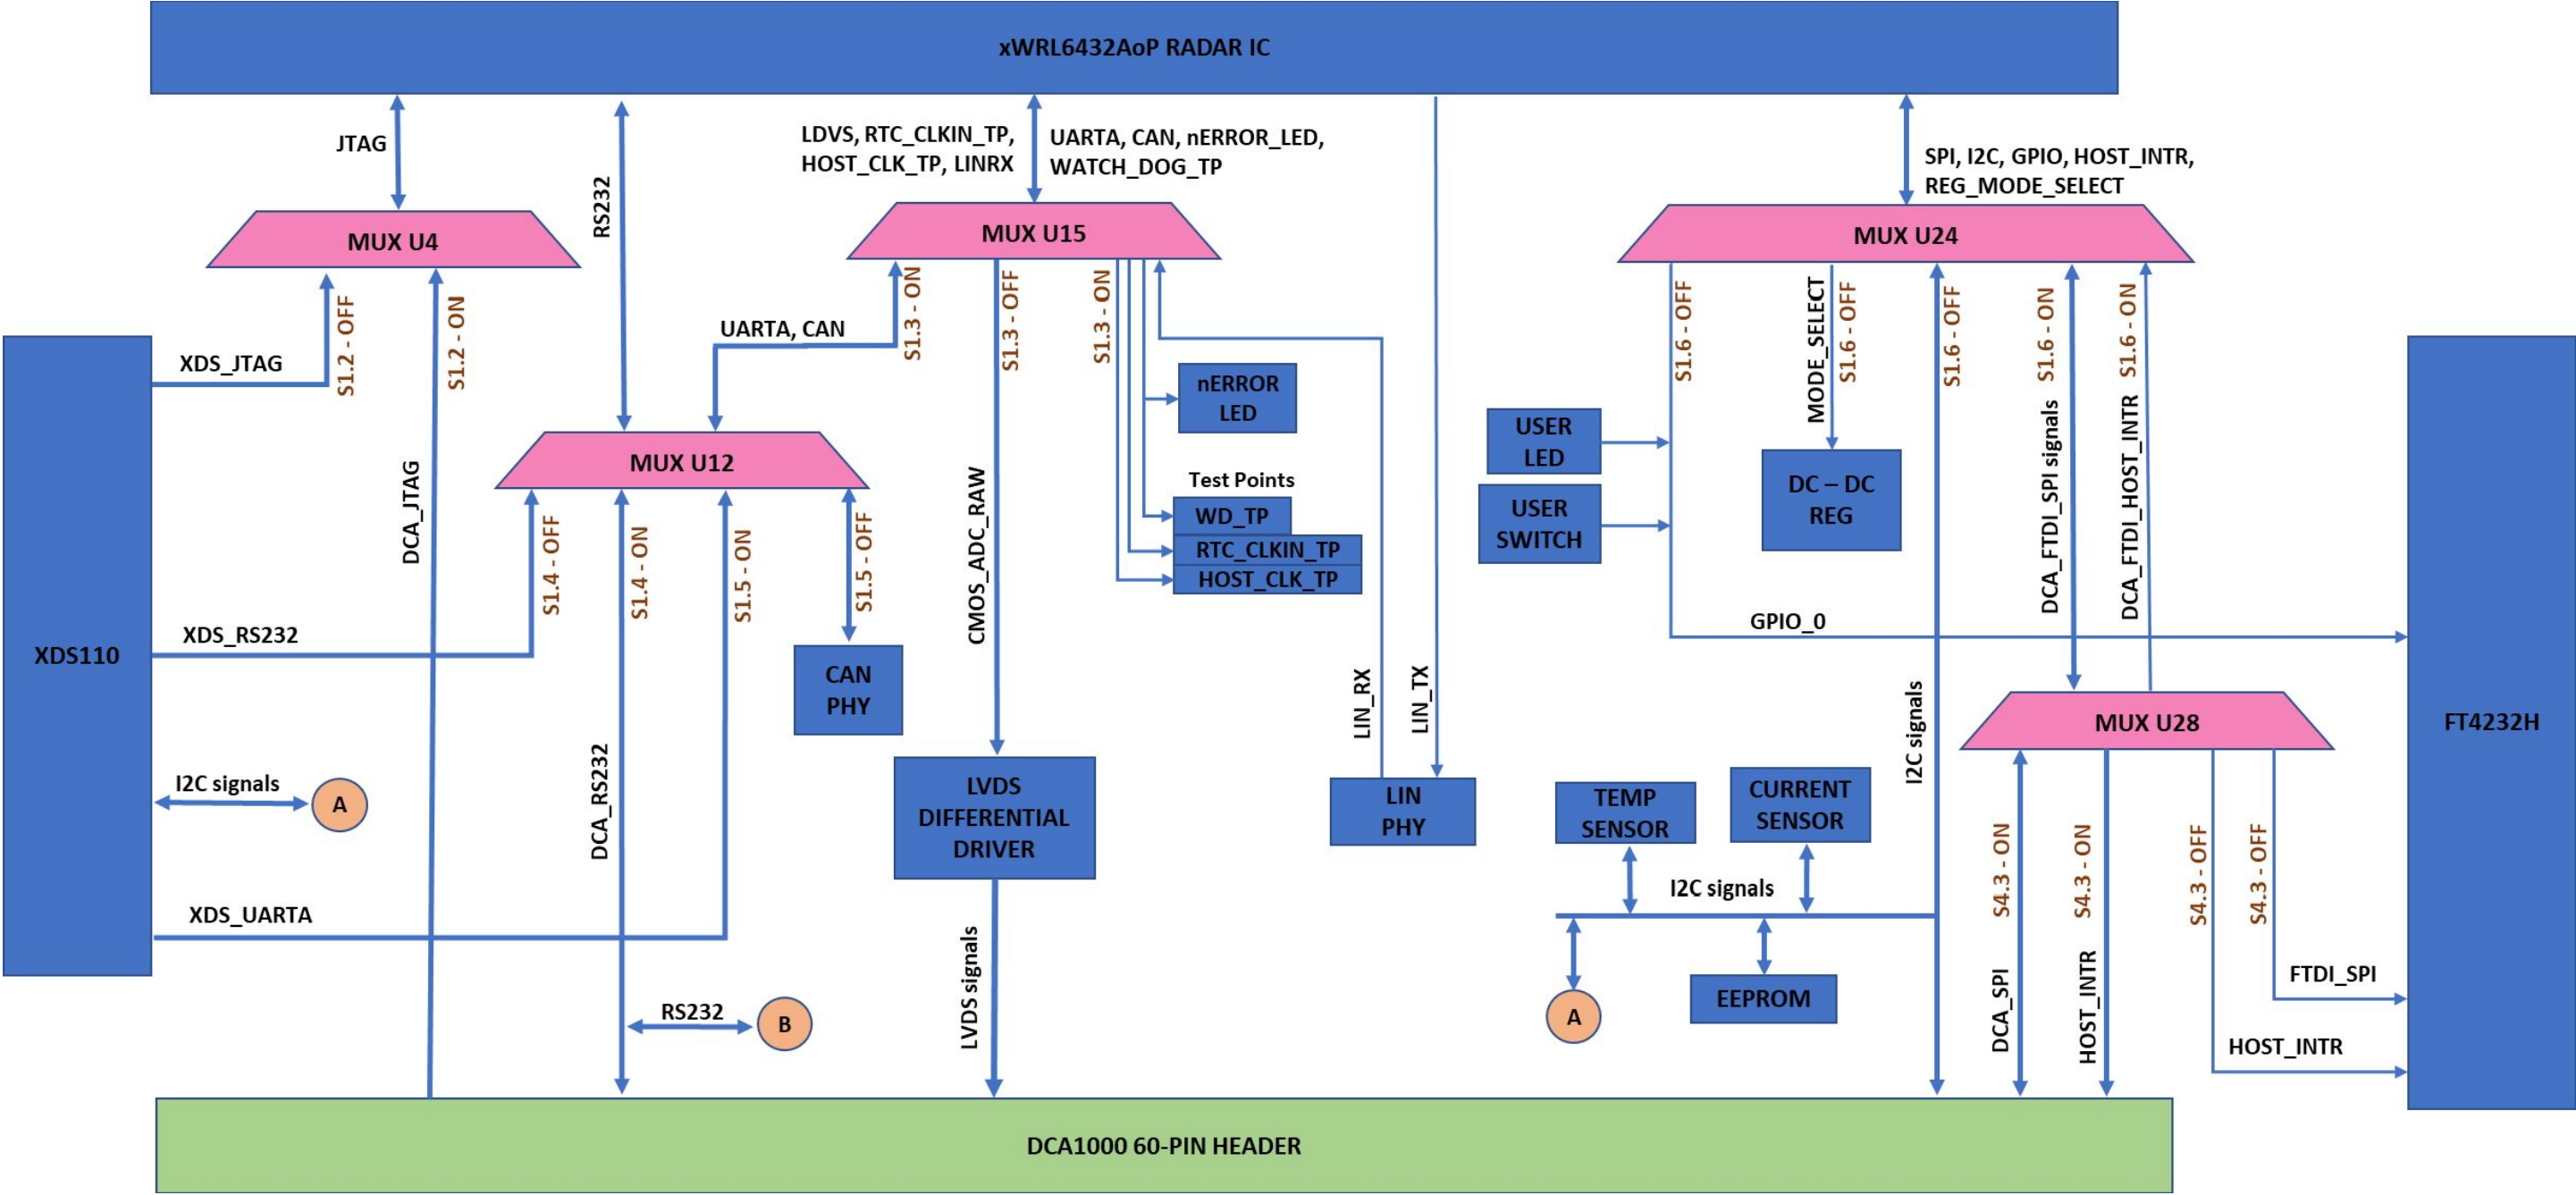 xWRL6432AoP RADAR IC
JTAG
RS232
LDVS, RTC_CLKIN_TP,
HOST_CLK_TP, LINRX
UARTA, CAN, nERROR_LED,
WATCH_DOG_TP
SPI, I2C, GPIO, HOST_INTR,
REG_MODE_SELECT
MUX U4
MUX U15
MUX U24
S1.2 - OFF
S1.2 - ON
UARTA, CAN
S1.3 - ON
S1.3 - OFF
S1.3 - ON
S1.6 - OFF
MODE_SELECT
S1.6 - OFF
S1.6 - OFF
S1.6 - ON
S1.6 - ON
XDS_JTAG
nERROR
LED
USER
LED
USER
SWITCH
DC – DC
REG
DCA_FTDI_SPI signals
DCA_FTDI_HOST_INTR
MUX U12
DCA_JTAG
CMOS_ADC_RAW
Test Points
WD_TP
RTC_CLKIN_TP
HOST_CLK_TP
S1.4 - OFF
S1.4 - ON
S1.5 - ON
S1.5 - OFF
XDS_RS232
XDS110
GPIO_0
CAN
PHY
LIN_RX
LIN_TX
I2C signals
MUX U28
FT4232H
I2C signals
A
DCA_RS232
LVDS
DIFFERENTIAL
DRIVER
LIN
PHY
TEMP
SENSOR
CURRENT
SENSOR
I2C signals
S4.3 - ON
S4.3 - ON
S4.3 - OFF
S4.3 - OFF
XDS_UARTA
LVDS signals
RS232
B
A
EEPROM
DCA_SPI
HOST_INTR
FTDI_SPI
HOST_INTR
DCA1000 60-PIN HEADER